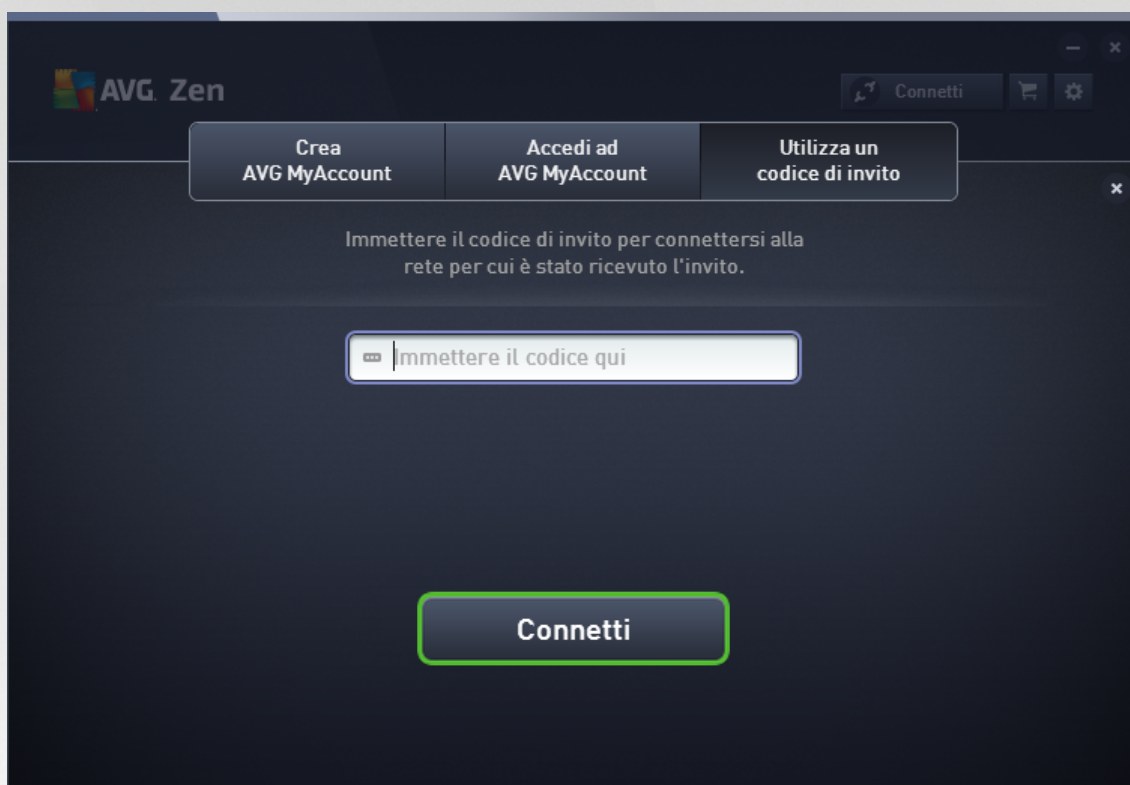 AVG. Zen
Connetti
Crea
AVG MyAccount
Accedi ad
AVG MyAccount
Utilizza un
codice di invito
Immettere il codice di invito per connettersi alla
rete per cui è stato ricevuto l'invito.
Immettere il codice qui
Connetti